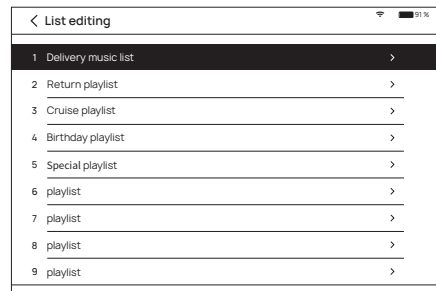 List editing
91 %
1 Delivery music list
2 Return playlist
3 Cruise playlist
4 Birthday playlist
5 Special playlist
6 playlist
7 playlist
8 playlist
9 playlist